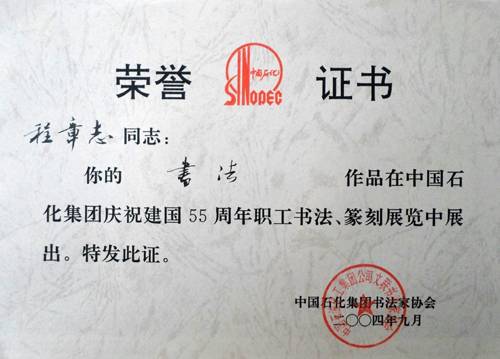 荣誉 中国石化 SINOPEC 证书
程章志同志：
你的 书法 作品在中国石
化集团庆祝建国55周年职工书法、篆刻展览中展
出。特发此证。
中国石化集团书法家协会
二〇〇四年九月